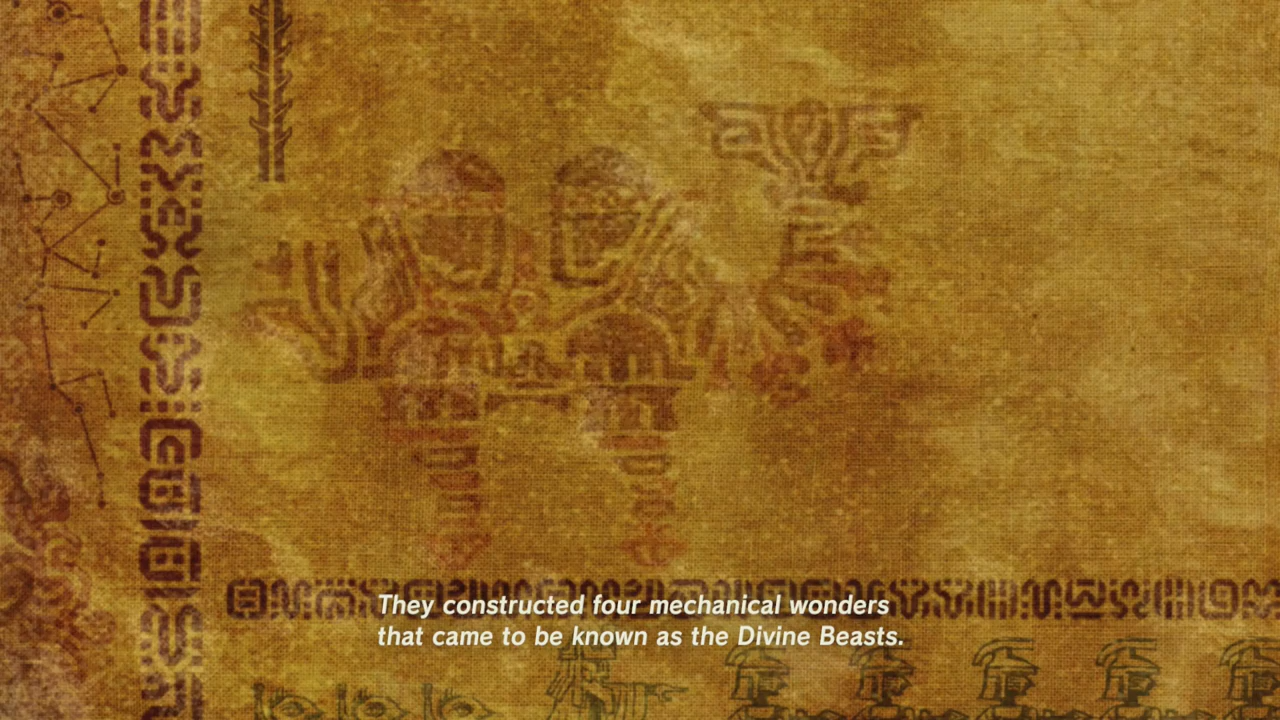 They constructed four mechanical wonders
that came to be known as the Divine Beasts.